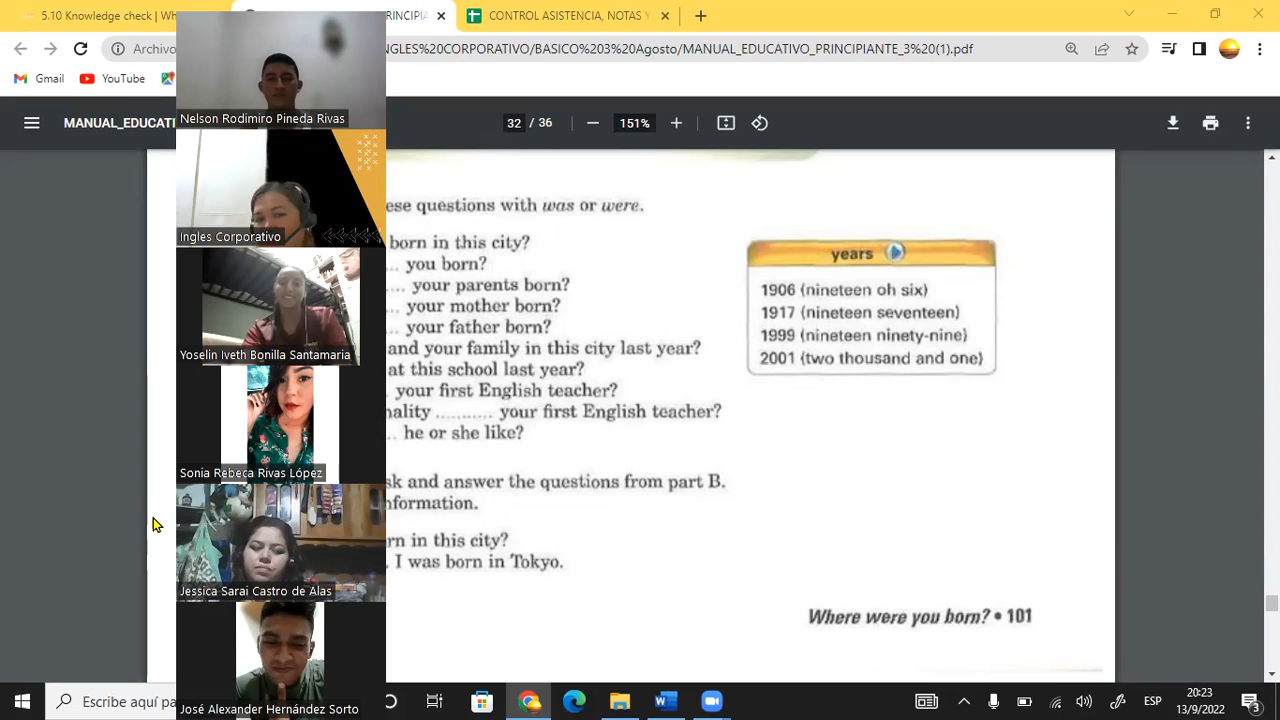 5.10 Knowledge check | Wh
RINCIPIA
CONTROL ASISTENCIA, NOTAS Y
Archivo
NGLES%20CORPORATIVO/BASICO%203%20Agosto/MANUAL_EDUCATIVO_PRINCIPIANTE_3%20(1).pdf
Gmail
YouTube
MANUAL_EDUCATI
32 / 36
151%
ese questions with was or were.
born in this city?
... you born?
.... your parents born?
... your mother born?
... your father born?
and your family in this city last year?
at this school last year?
. your first English teacher?
nality ........... your first English teacher?
.. he or she like?
sk and answer the questions from part B.
nformation.
rn in this city?
. I was born in Tokyo.
years
1906 (nineteen oh six)
1917 (nineteen seventeen)
1999 (nineteen ninety-nine)
2001 (two thousand and one)
Where were you born? • 101
Nelson Rodimiro Pineda Rivas
Ingles Corporativo
Yoselin Iveth Bonilla Santamaria
Sonia Rebeca Rivas López
Jessica Sarai Castro de Alas
José Alexander Hernández Sorto
Escribe aquí pa
ESP
20:23
13/9/2022
3